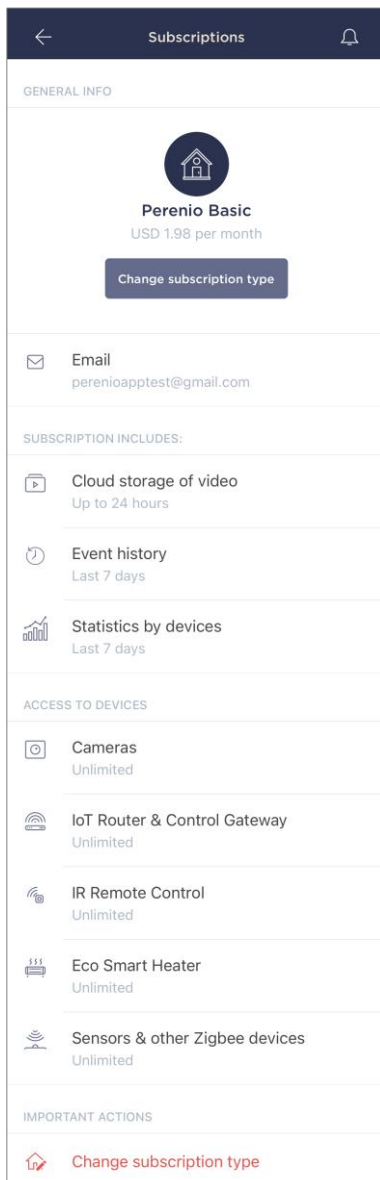 Subscriptions
GENERAL INFO
Perenio Basic
USD 1.98 per month
Change subscription type
Email
perenioapptest@gmail.com
SUBSCRIPTION INCLUDES:
Cloud storage of video
Up to 24 hours
Event history
Last 7 days
Statistics by devices
Last 7 days
ACCESS TO DEVICES
Cameras
Unlimited
IoT Router & Control Gateway
Unlimited
IR Remote Control
Unlimited
Eco Smart Heater
Unlimited
Sensors & other Zigbee devices
Unlimited
IMPORTANT ACTIONS
Change subscription type